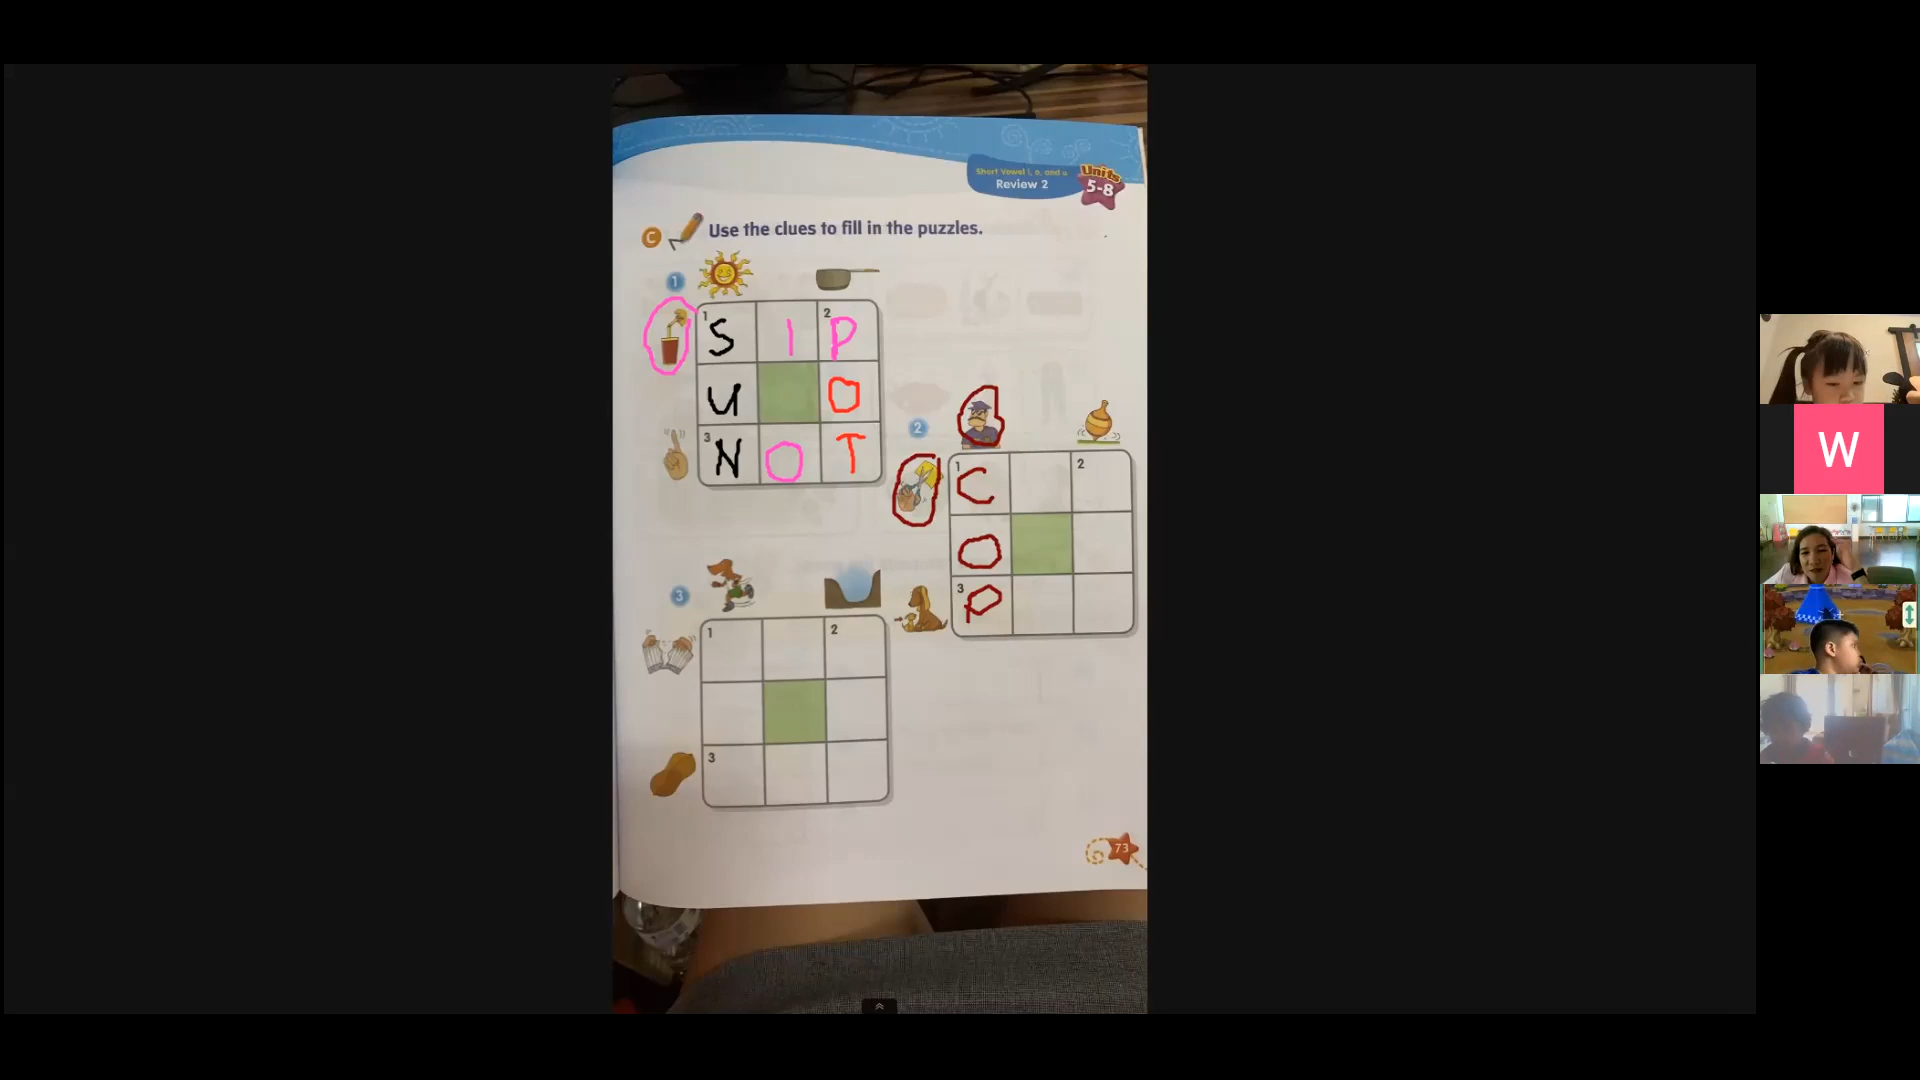 Short Vowel i, o, and u
Review 2
Units
5-8
C
Use the clues to fill in the puzzles.
1
1 S I 2 P
U O
3 N O T
2
1 C 2
O
3 P
3
1 2
3
73
W